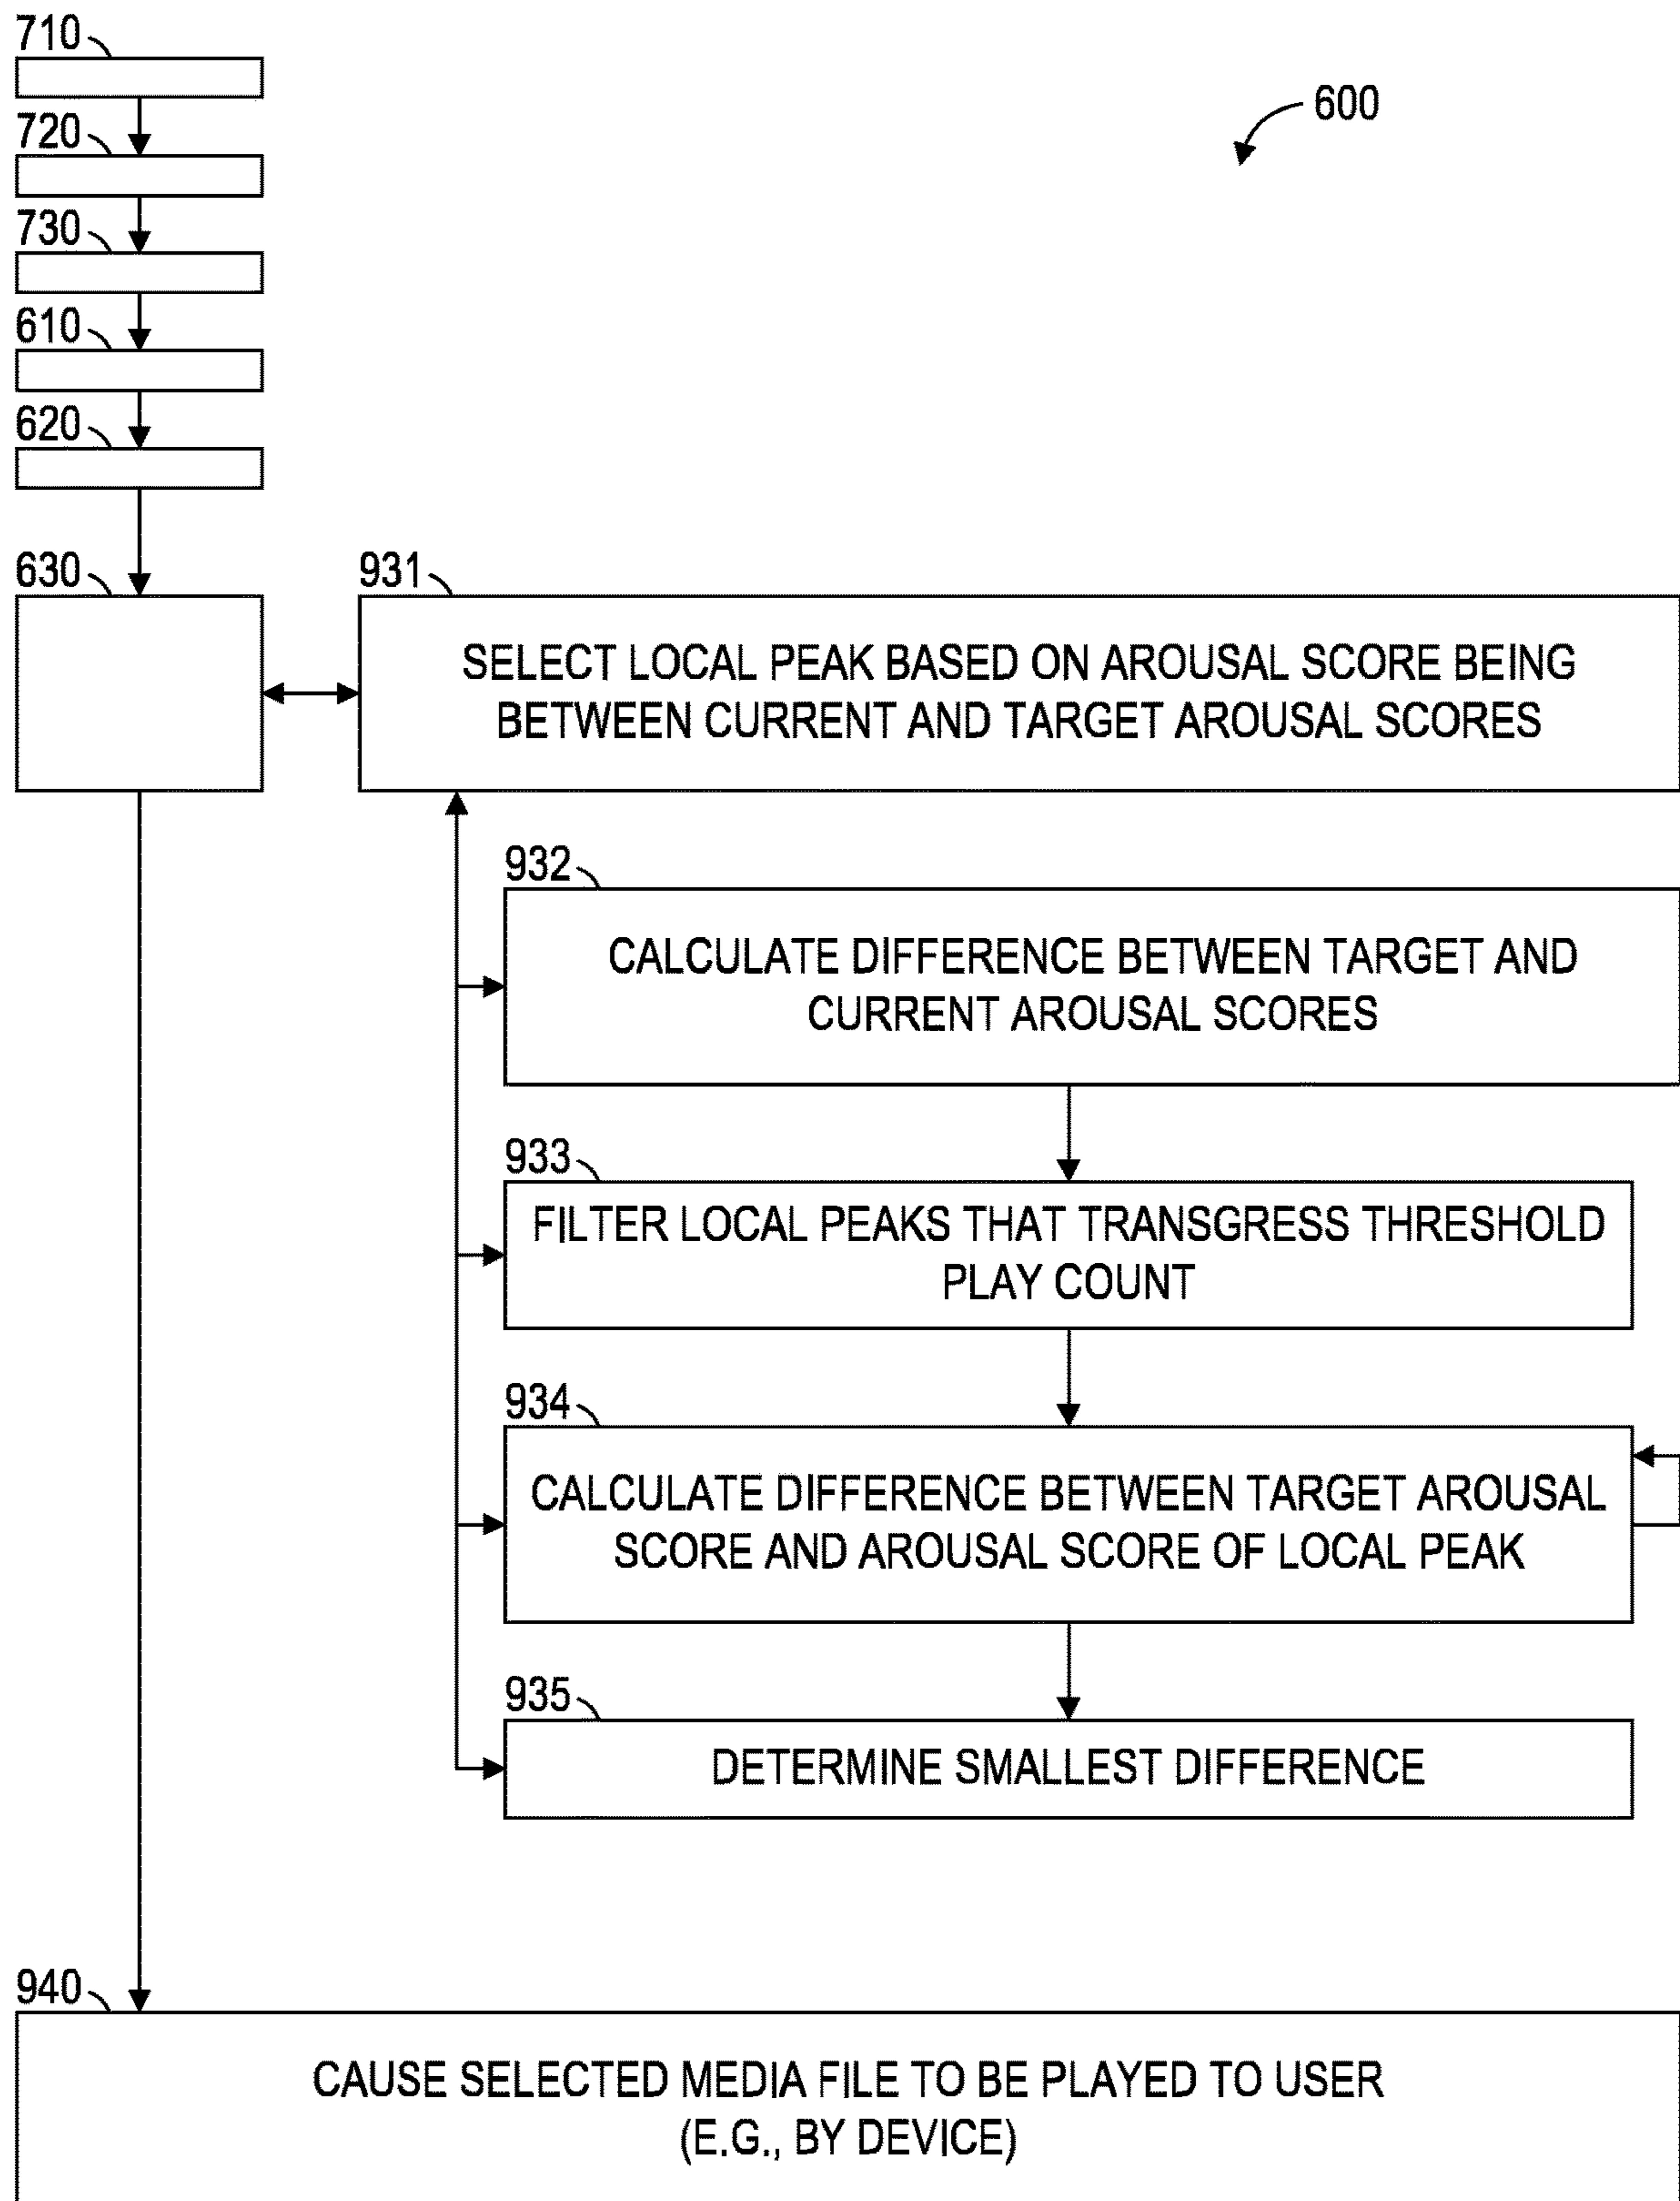 710
600
720
730
610
620
630
931
SELECT LOCAL PEAK BASED ON AROUSAL SCORE BEING
BETWEEN CURRENT AND TARGET AROUSAL SCORES
932
CALCULATE DIFFERENCE BETWEEN TARGET AND
CURRENT AROUSAL SCORES
933
FILTER LOCAL PEAKS THAT TRANSGRESS THRESHOLD
PLAY COUNT
934
CALCULATE DIFFERENCE BETWEEN TARGET AROUSAL
SCORE AND AROUSAL SCORE OF LOCAL PEAK
935
DETERMINE SMALLEST DIFFERENCE
940
CAUSE SELECTED MEDIA FILE TO BE PLAYED TO USER
(E.G., BY DEVICE)